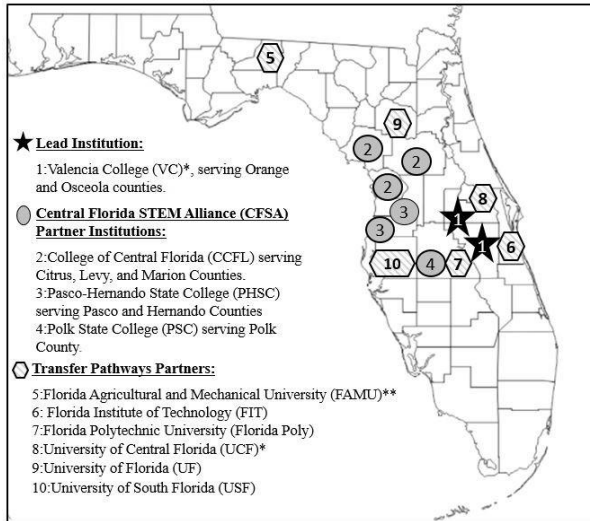 5
9
2
2
2
8
3
1
3
1
6
10
4
7
Lead Institution:
1:Valencia College (VC)*, serving Orange
and Osceola counties.
Central Florida STEM Alliance (CFSA)
Partner Institutions:
2:College of Central Florida (CCFL) serving
Citrus, Levy, and Marion Counties.
3:Pasco-Hernando State College (PHSC)
serving Pasco and Hernando Counties
4:Polk State College (PSC) serving Polk
County.
Transfer Pathways Partners:
5:Florida Agricultural and Mechanical University (FAMU)**
6: Florida Institute of Technology (FIT)
7:Florida Polytechnic University (Florida Poly)
8:University of Central Florida (UCF)*
9:University of Florida (UF)
10:University of South Florida (USF)